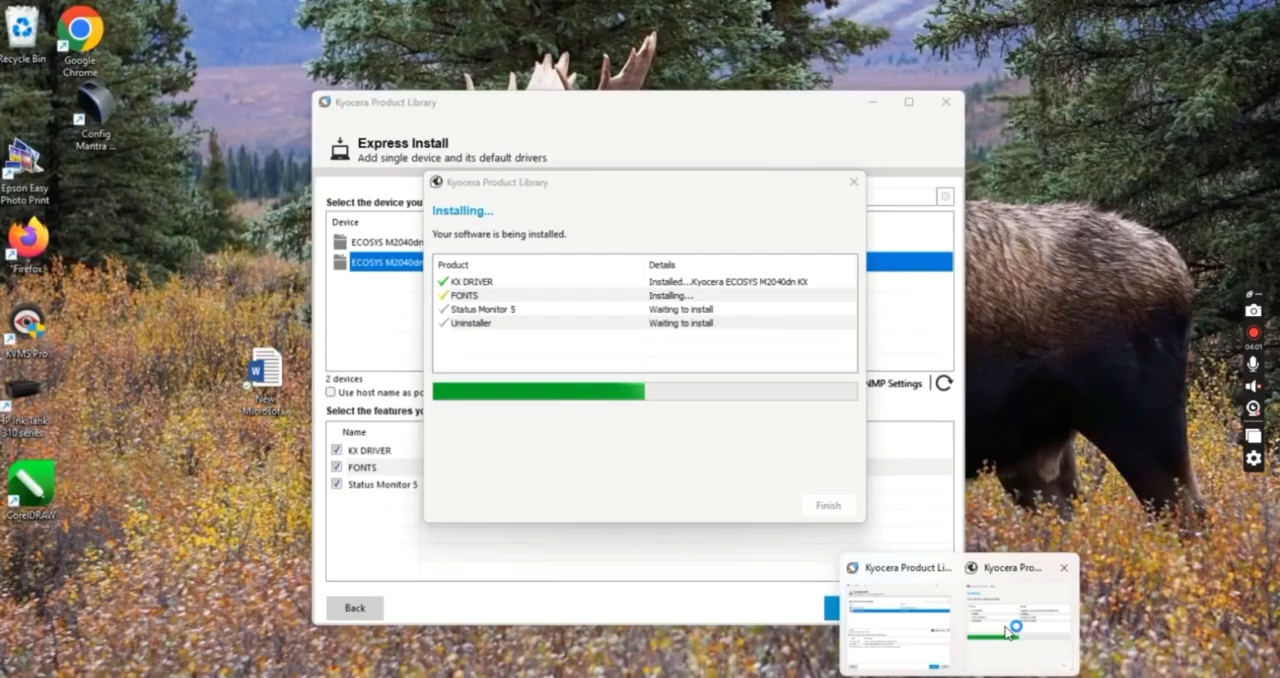 Recycle Bin
Google
Chrome
Config
Mantra ...
Epson Easy
Photo Print
Firefox
KVMS Pro
New
Microsof...
HP Ink Tank
310 series
CorelDRAW
Kyocera Product Library
Express Install
Add single device and its default drivers
Select the device you
Device
ECOSYS M2040dn
ECOSYS M2040dn
2 devices
Use host name as po
NMP Settings
Select the features yo
Name
KX DRIVER
FONTS
Status Monitor 5
Back
Kyocera Product Library
Installing...
Your software is being installed.
Product Details
KX DRIVER Installed...Kyocera ECOSYS M2040dn KX
FONTS Installing...
Status Monitor 5 Waiting to install
Uninstaller Waiting to install
Finish
Kyocera Product Li... Kyocera Pro...
04:01